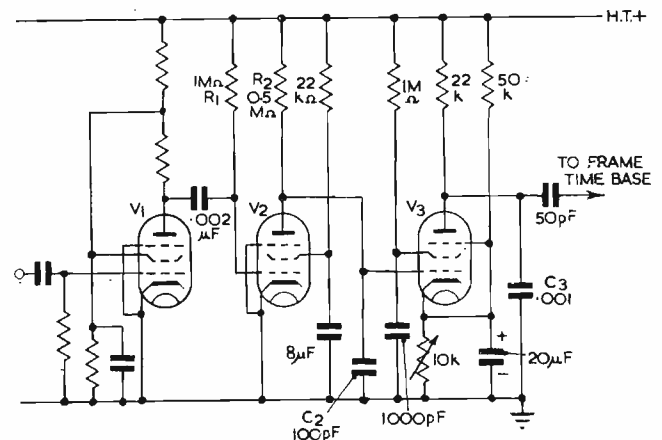 H.T.+
1MΩ
R1
R2
0·5
MΩ
22
kΩ
1M
Ω
22
k
50
k
V1
·002
μF
V2
V3
TO FRAME
TIME BASE
50pF
C3
·001
8μF
C2
100pF
1000pF
10k
+
20μF
−